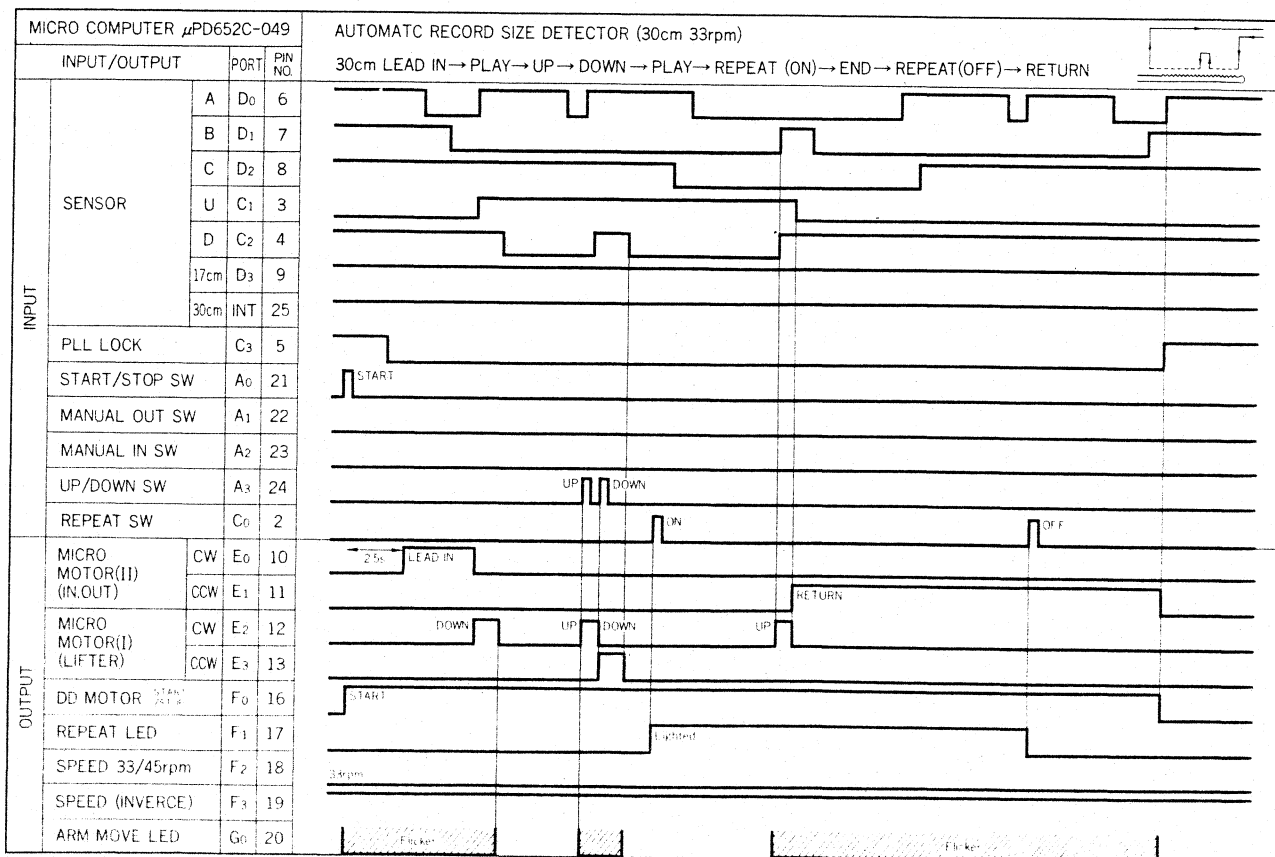 MICRO COMPUTER μPD652C-049
AUTOMATC RECORD SIZE DETECTOR (30cm 33rpm)
INPUT/OUTPUT PORT PIN NO.
30cm LEAD IN→PLAY→UP→DOWN→PLAY→REPEAT (ON)→END→REPEAT(OFF)→RETURN
INPUT
SENSOR
A D0 6
B D1 7
C D2 8
U C1 3
D C2 4
17cm D3 9
30cm INT 25
PLL LOCK C3 5
START/STOP SW A0 21 START
MANUAL OUT SW A1 22
MANUAL IN SW A2 23
UP/DOWN SW A3 24 UP DOWN
REPEAT SW C0 2 ON OFF
OUTPUT
MICRO MOTOR(II) (IN.OUT)
CW E0 10 2.5s LEAD IN
CCW E1 11 RETURN
MICRO MOTOR(I) (LIFTER)
CW E2 12 DOWN UP DOWN UP
CCW E3 13
DD MOTOR F0 16 START
REPEAT LED F1 17 Lighted
SPEED 33/45rpm F2 18 33rpm
SPEED (INVERCE) F3 19
ARM MOVE LED G0 20 Flicker Flicker